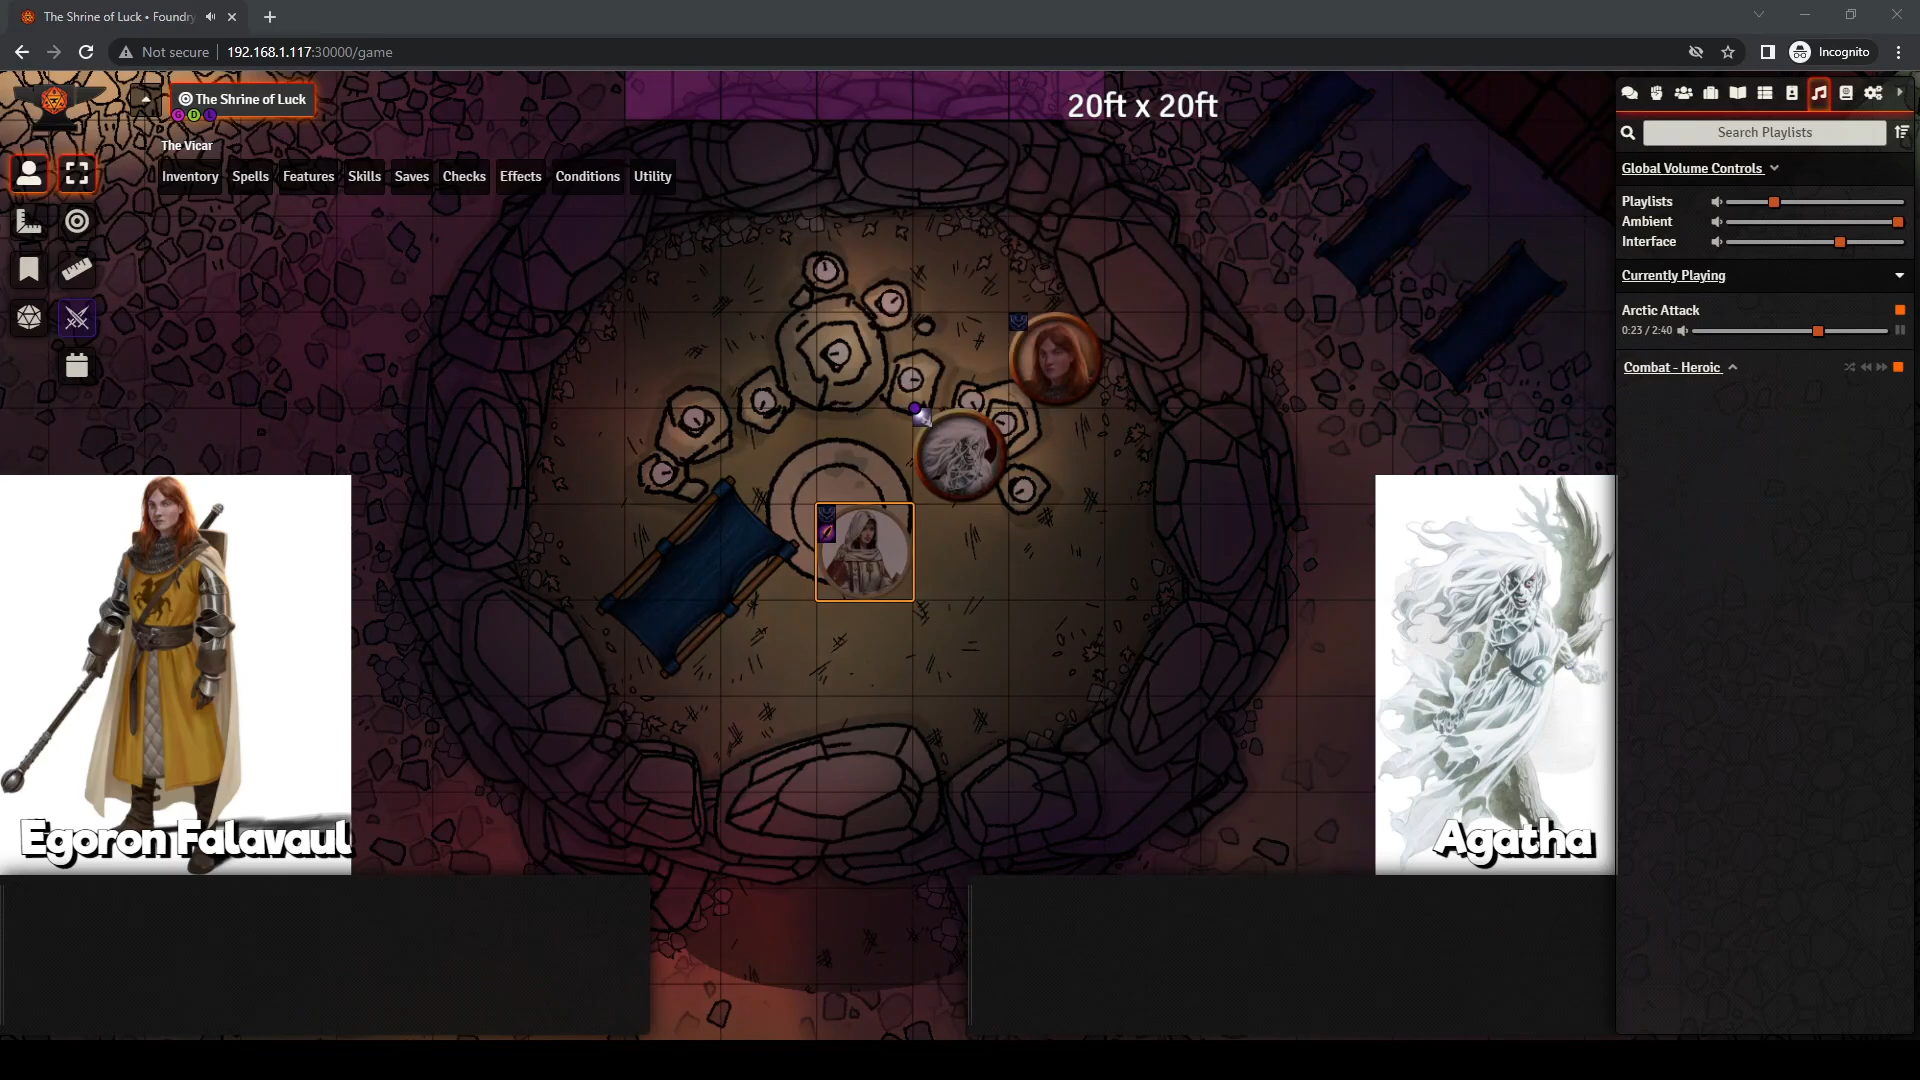 The Shrine of Luck • Foundry
Not secure
192.168.1.117:30000/game
Incognito
The Shrine of Luck
G D L
20ft x 20ft
The Vicar
Inventory Spells Features Skills Saves Checks Effects Conditions Utility
Search Playlists
Global Volume Controls
Playlists
Ambient
Interface
Currently Playing
Arctic Attack
0:23 / 2:40
Combat - Heroic
Egoron Falavaul
Agatha